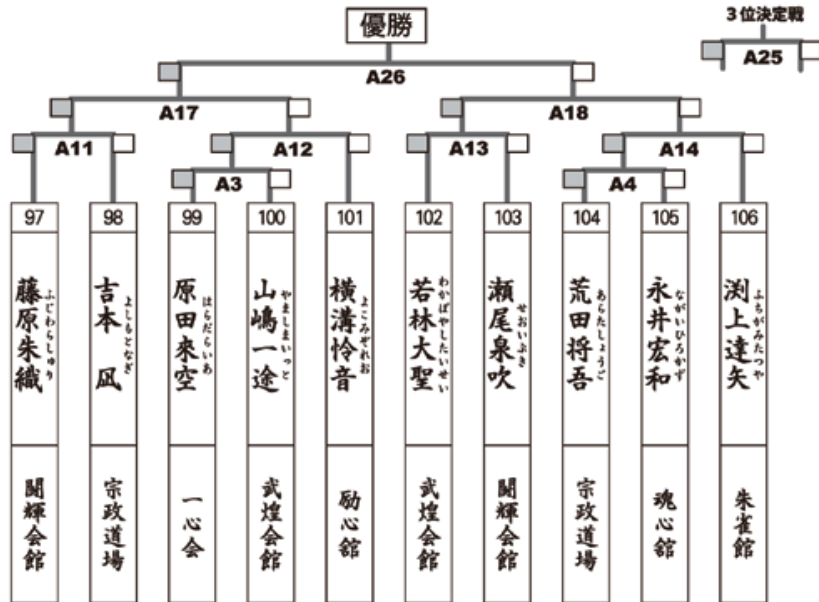 優勝
3位決定戦
A25
A26
A17
A18
A11
A12
A13
A14
A3
A4
97
98
99
100
101
102
103
104
105
106
藤原朱織
ふじわらしゅり
吉本 凪
よしもとなぎ
原田來空
はらだらいあ
山嶋一途
やましまいっと
横溝怜音
よこみぞれお
若林大聖
わかばやしたいせい
瀬尾泉吹
せおいぶき
荒田将吾
あらたしょうご
永井宏和
ながいひろかず
渕上達矢
ふちがみたつや
闘輝会館
宗政道場
一心会
武煌会館
励心舘
武煌会館
闘輝会館
宗政道場
魂心舘
朱雀館